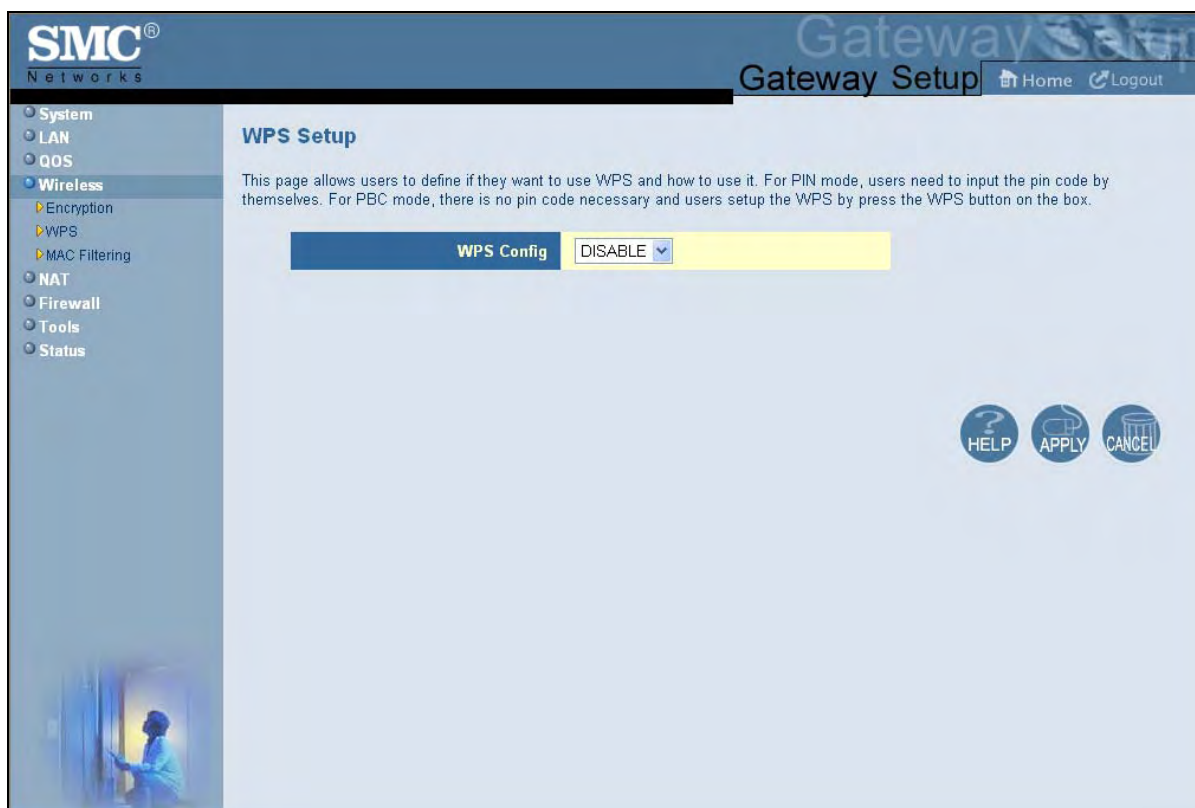 SMC®
Networks
Gateway Setup
Gateway Setup
Home Logout
System
LAN
QOS
Wireless
Encryption
WPS
MAC Filtering
NAT
Firewall
Tools
Status
WPS Setup
This page allows users to define if they want to use WPS and how to use it. For PIN mode, users need to input the pin code by
themselves. For PBC mode, there is no pin code necessary and users setup the WPS by press the WPS button on the box.
WPS Config DISABLE
HELP APPLY CANCEL